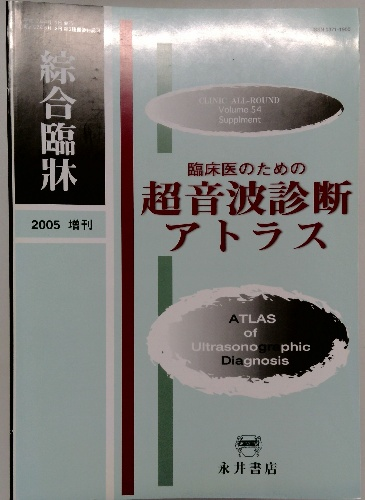 綜合臨牀
2005 増刊
CLINIC ALL-ROUND
Volume 54
Supplment
臨床医のための
超音波診断
アトラス
ATLAS
of
Ultrasonographic
Diagnosis
永井書店